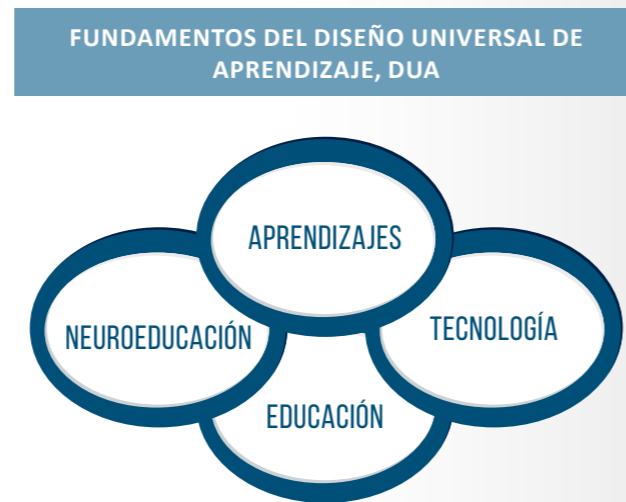 FUNDAMENTOS DEL DISEÑO UNIVERSAL DE
APRENDIZAJE, DUA
APRENDIZAJES
NEUROEDUCACIÓN
TECNOLOGÍA
EDUCACIÓN